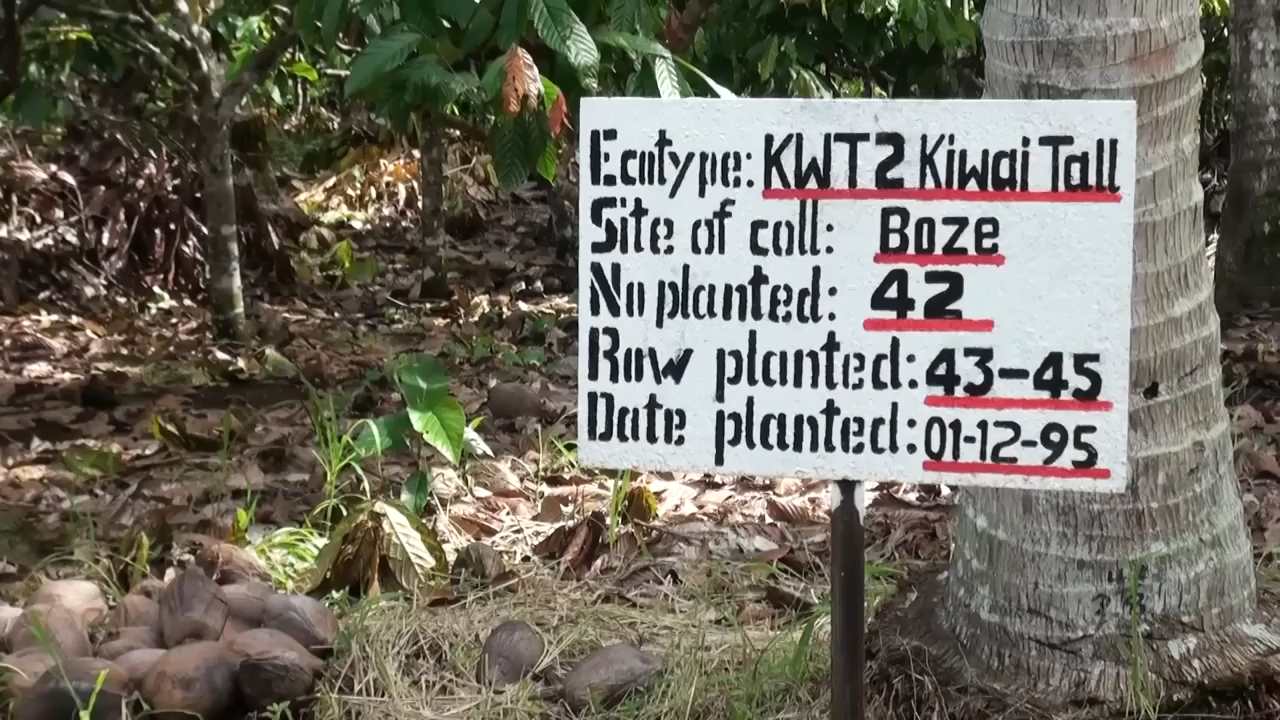 Ecotype: KWT2 Kiwai Tall
Site of coll: Boze
No planted: 42
Row planted: 43-45
Date planted: 01-12-95